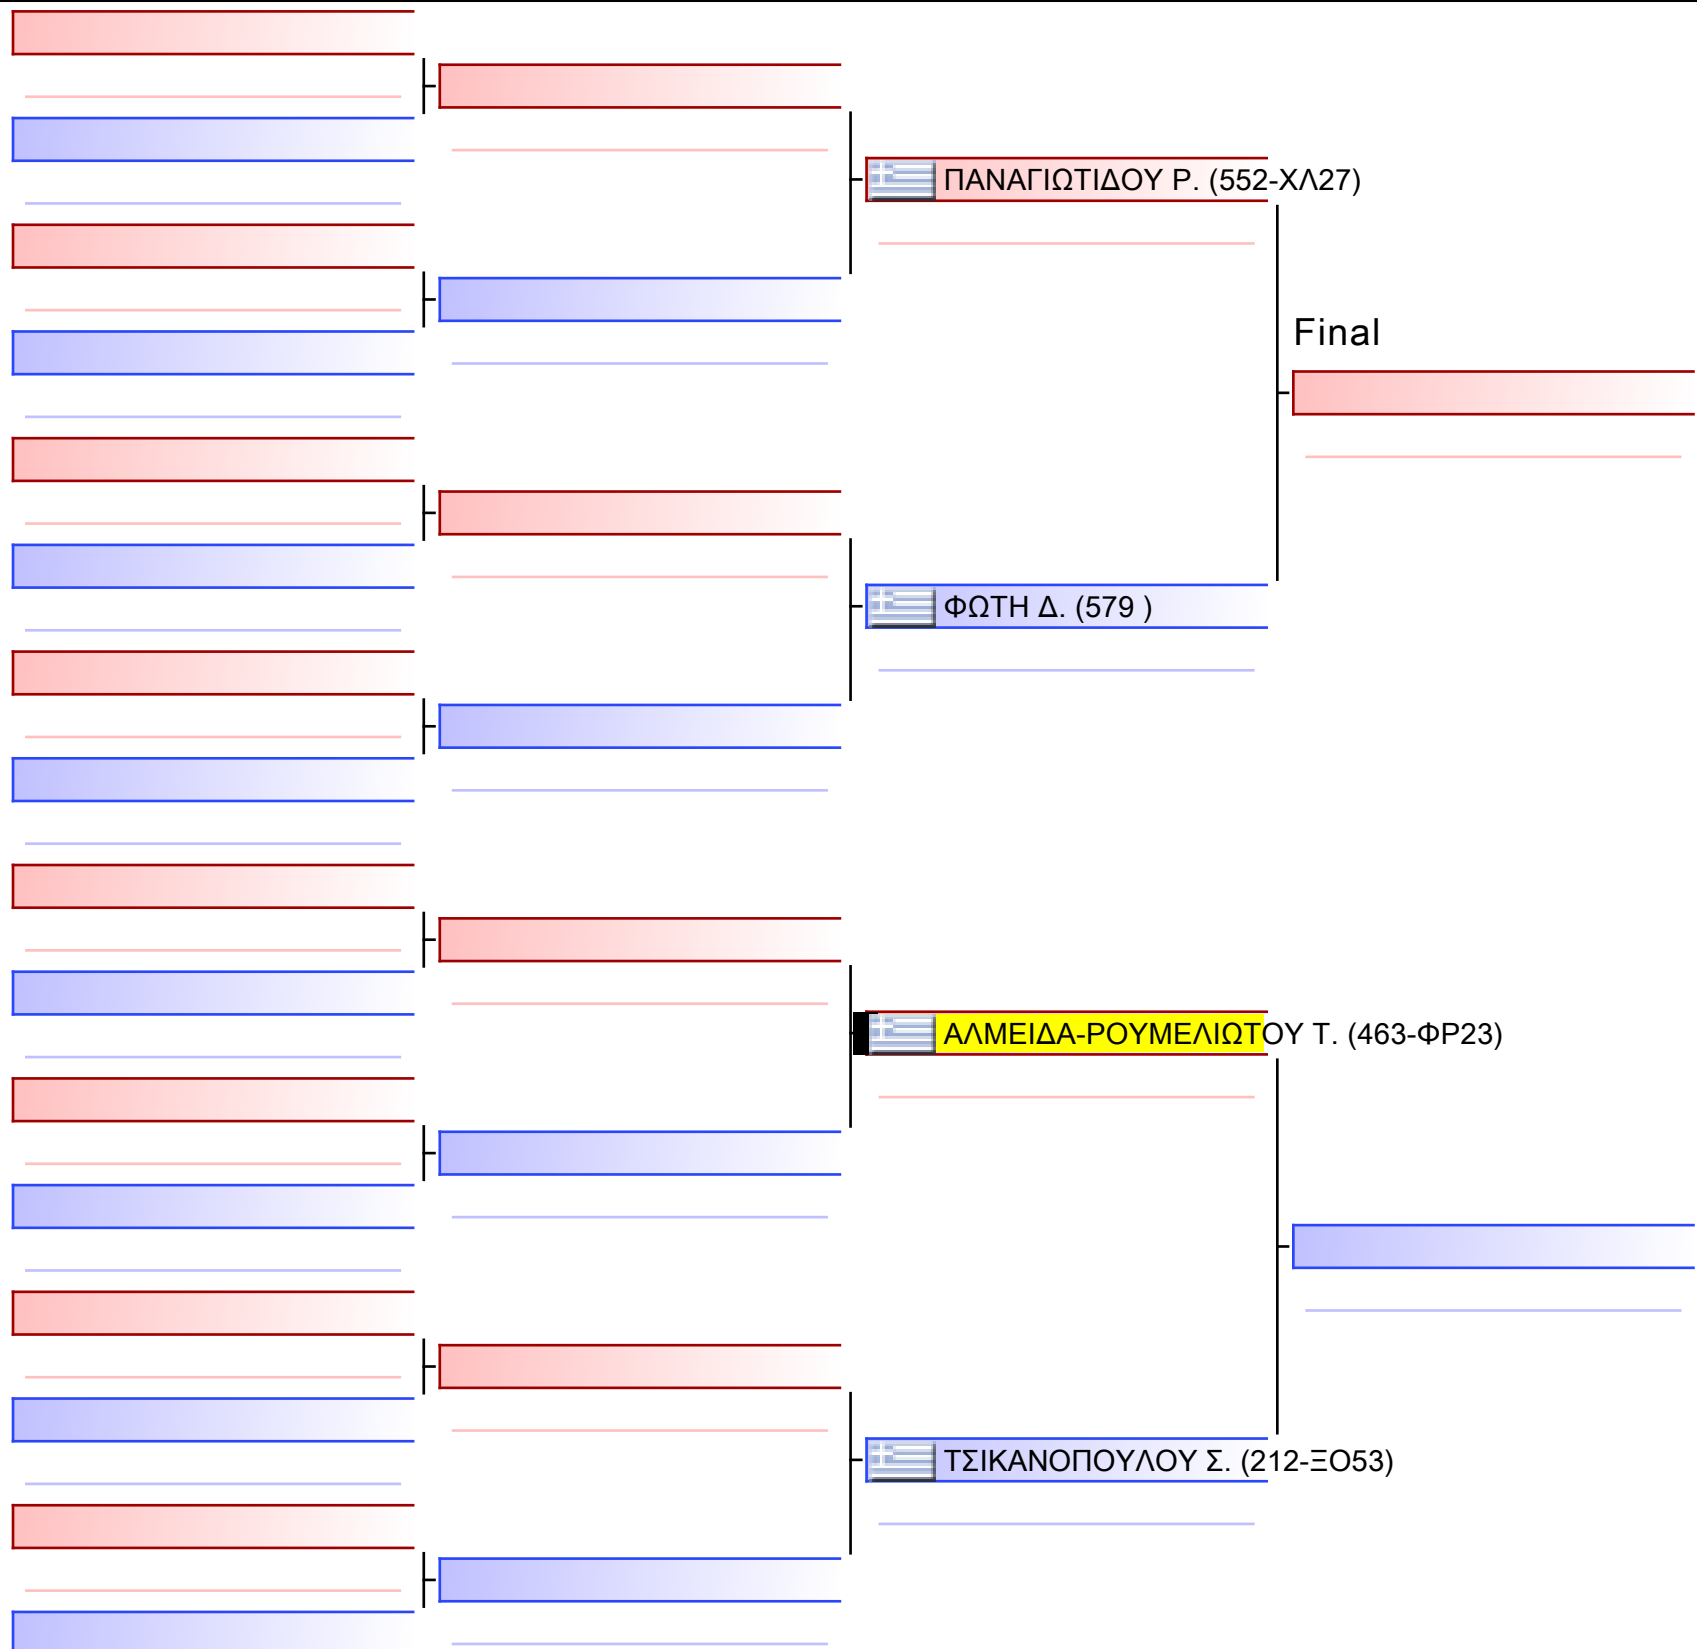 ΠΑΝΑΓΙΩΤΙΔΟΥ Ρ. (552-ΧΛ27)
Final
ΦΩΤΗ Δ. (579 )
ΑΛΜΕΙΔΑ-ΡΟΥΜΕΛΙΩΤΟΥ Τ. (463-ΦΡ23)
ΤΣΙΚΑΝΟΠΟΥΛΟΥ Σ. (212-ΞΟ53)